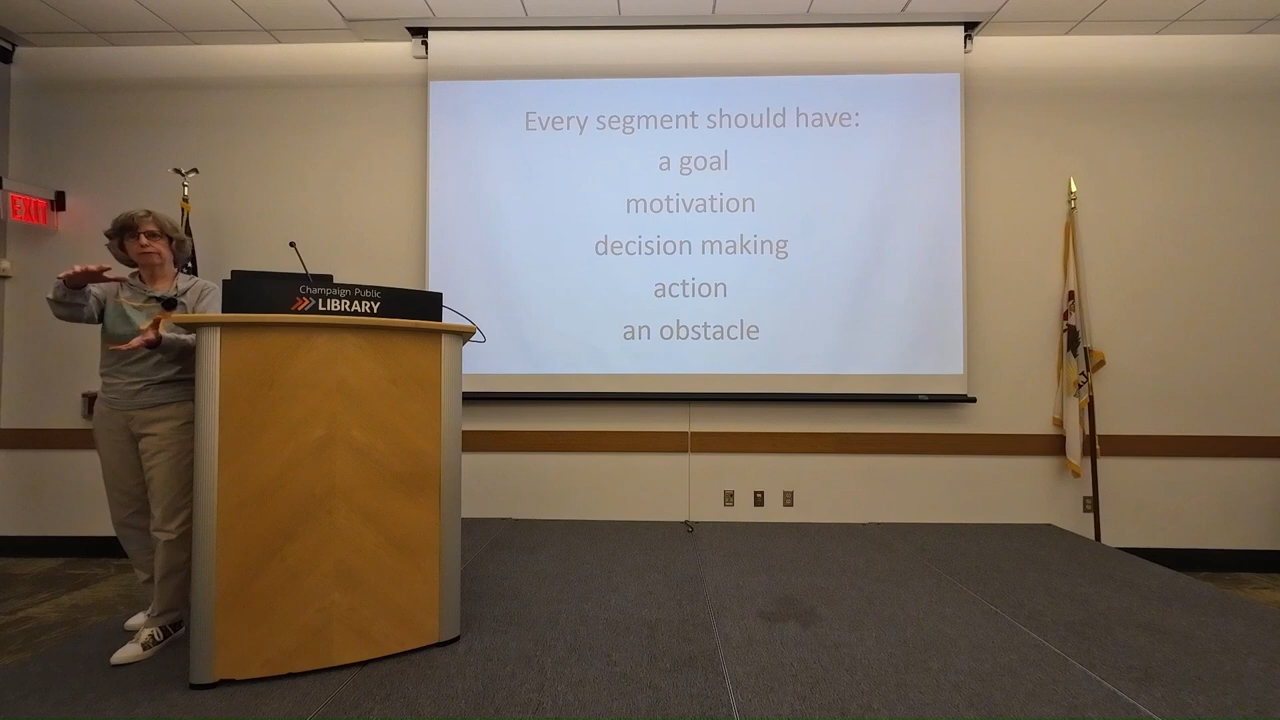 Every segment should have:
a goal
motivation
decision making
action
an obstacle
EXIT
Champaign Public
LIBRARY